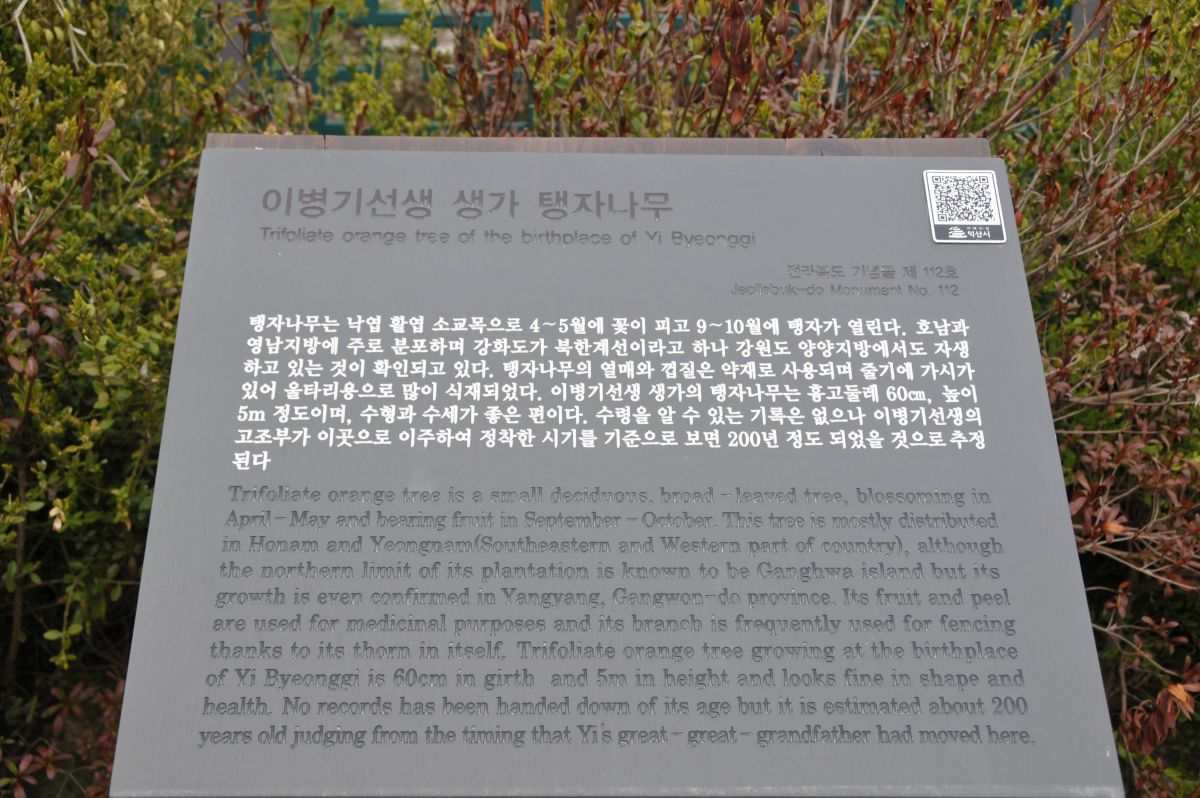 이병기선생 생가 탱자나무
Trifoliate orange tree of the birthplace of Yi Byeonggi
익산시
전라북도 기념물 제 112호
Jeollabuk-do Monument No. 112
탱자나무는 낙엽 활엽 소교목으로 4~5월에 꽃이 피고 9~10월에 탱자가 열린다. 호남과
영남지방에 주로 분포하며 강화도가 북한계선이라고 하나 강원도 양양지방에서도 자생
하고 있는 것이 확인되고 있다. 탱자나무의 열매와 껍질은 약재로 사용되며 줄기에 가시가
있어 울타리용으로 많이 식재되었다. 이병기선생 생가의 탱자나무는 흉고둘레 60㎝, 높이
5m 정도이며, 수형과 수세가 좋은 편이다. 수령을 알 수 있는 기록은 없으나 이병기선생의
고조부가 이곳으로 이주하여 정착한 시기를 기준으로 보면 200년 정도 되었을 것으로 추정
된다
Trifoliate orange tree is a small deciduous, broad-leaved tree, blossoming in
April-May and bearing fruit in September-October. This tree is mostly distributed
in Honam and Yeongnam(Southeastern and Western part of country), although
the northern limit of its plantation is known to be Ganghwa island but its
growth is even confirmed in Yangyang, Gangwon-do province. Its fruit and peel
are used for medicinal purposes and its branch is frequently used for fencing
thanks to its thorn in itself. Trifoliate orange tree growing at the birthplace
of Yi Byeonggi is 60cm in girth and 5m in height and looks fine in shape and
health. No records has been handed down of its age but it is estimated about 200
years old judging from the timing that Yi's great-great-grandfather had moved here.